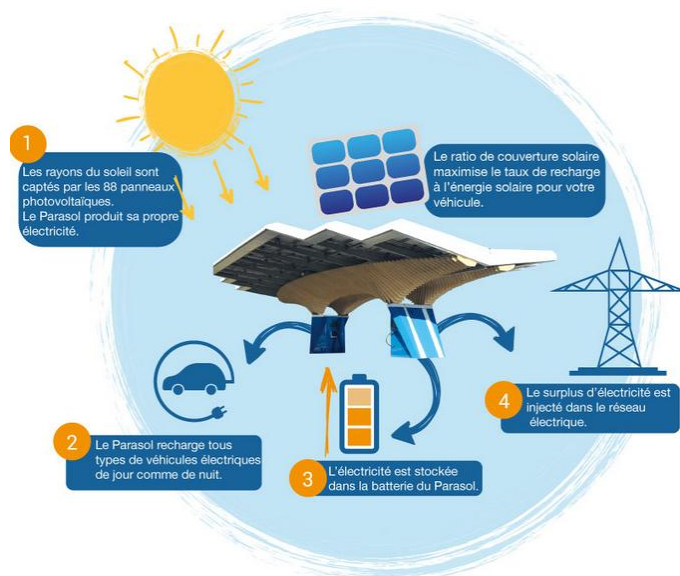 1
Les rayons du soleil sont
captés par les 88 panneaux
photovoltaïques.
Le Parasol produit sa propre
électricité.
Le ratio de couverture solaire
maximise le taux de recharge
à l'énergie solaire pour votre
véhicule.
2
Le Parasol recharge tous
types de véhicules électriques
de jour comme de nuit.
3
L'électricité est stockée
dans la batterie du Parasol.
4
Le surplus d'électricité est
injecté dans le réseau
électrique.